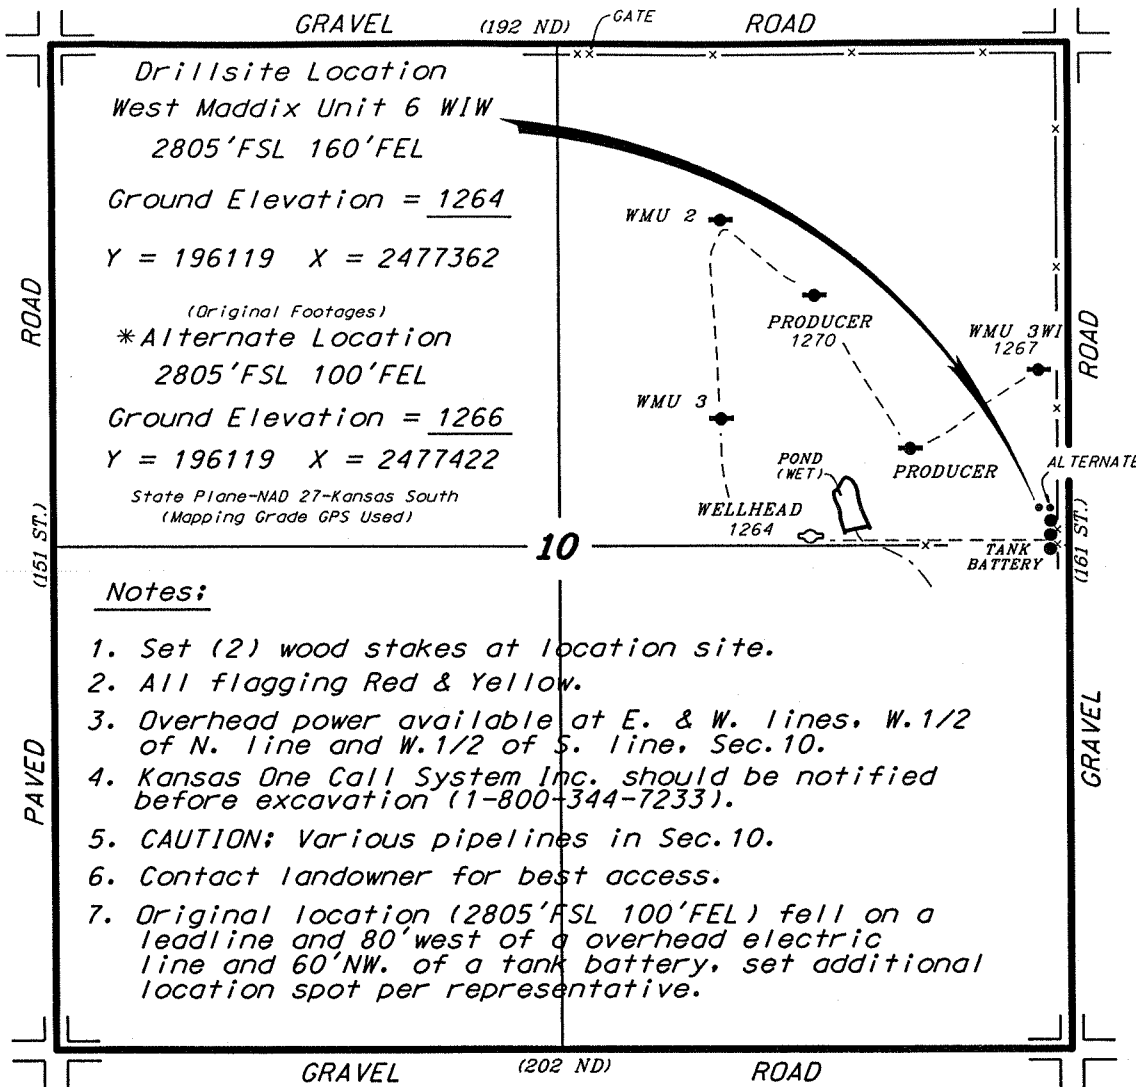 GRAVEL (192 ND) GATE ROAD
Drillsite Location
West Maddix Unit 6 WIW
2805'FSL 160'FEL
Ground Elevation = 1264
Y = 196119 X = 2477362
(Original Footages)
*Alternate Location
2805'FSL 100'FEL
Ground Elevation = 1266
Y = 196119 X = 2477422
State Plane-NAD 27-Kansas South
(Mapping Grade GPS Used)
WMU 2
PRODUCER
1270
WMU 3WI
1267
WMU 3
PRODUCER
POND
(WET)
ALTERNATE
WELLHEAD
1264
TANK
BATTERY
10
ROAD
(151 ST.)
PAVED
ROAD
(161 ST.)
GRAVEL
Notes:
1. Set (2) wood stakes at location site.
2. All flagging Red & Yellow.
3. Overhead power available at E. & W. lines, W.1/2
of N. line and W.1/2 of S. line, Sec.10.
4. Kansas One Call System Inc. should be notified
before excavation (1-800-344-7233).
5. CAUTION: Various pipelines in Sec.10.
6. Contact landowner for best access.
7. Original location (2805'FSL 100'FEL) fell on a
leadline and 80'west of a overhead electric
line and 60'NW. of a tank battery, set additional
location spot per representative.
GRAVEL (202 ND) ROAD